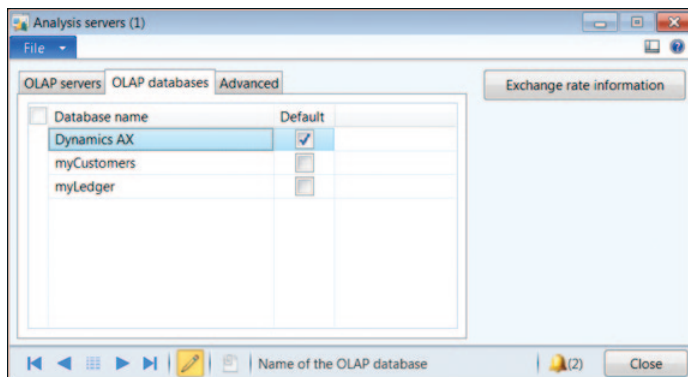 Analysis servers (1)
File
OLAP servers OLAP databases Advanced
Exchange rate information
Database name Default
Dynamics AX
myCustomers
myLedger
Name of the OLAP database (2) Close